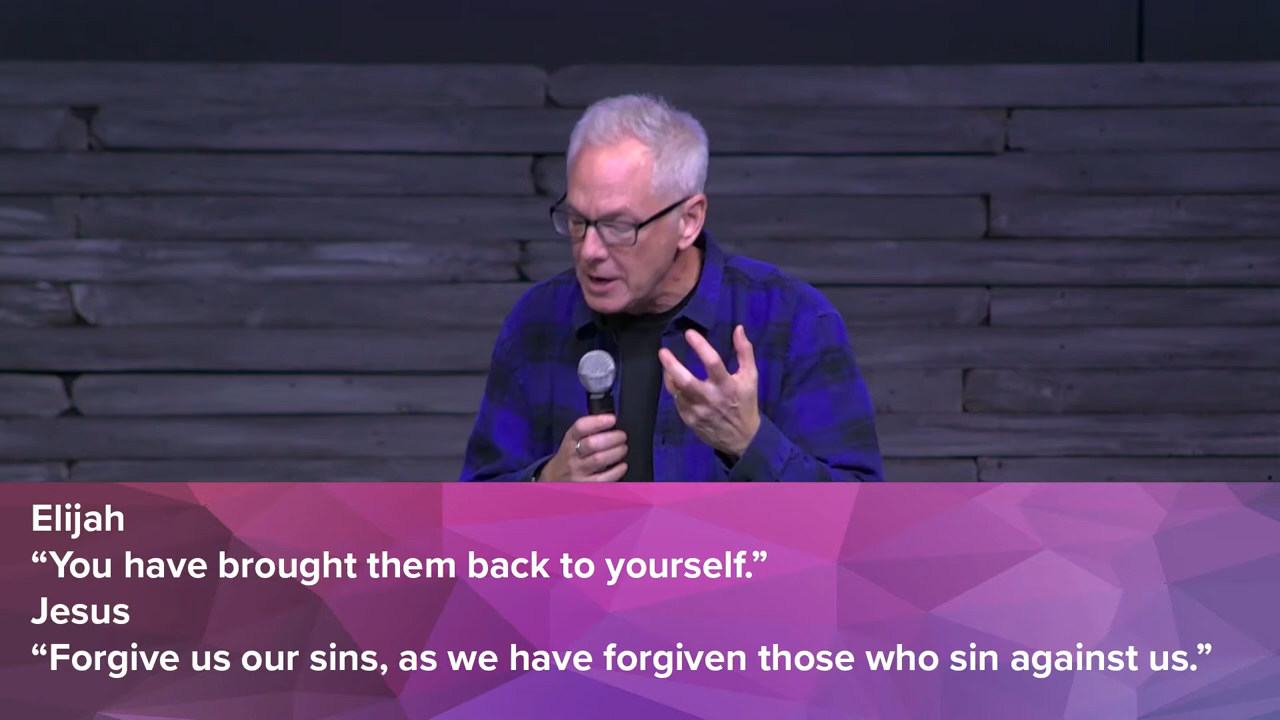 Elijah
“You have brought them back to yourself.”
Jesus
“Forgive us our sins, as we have forgiven those who sin against us.”